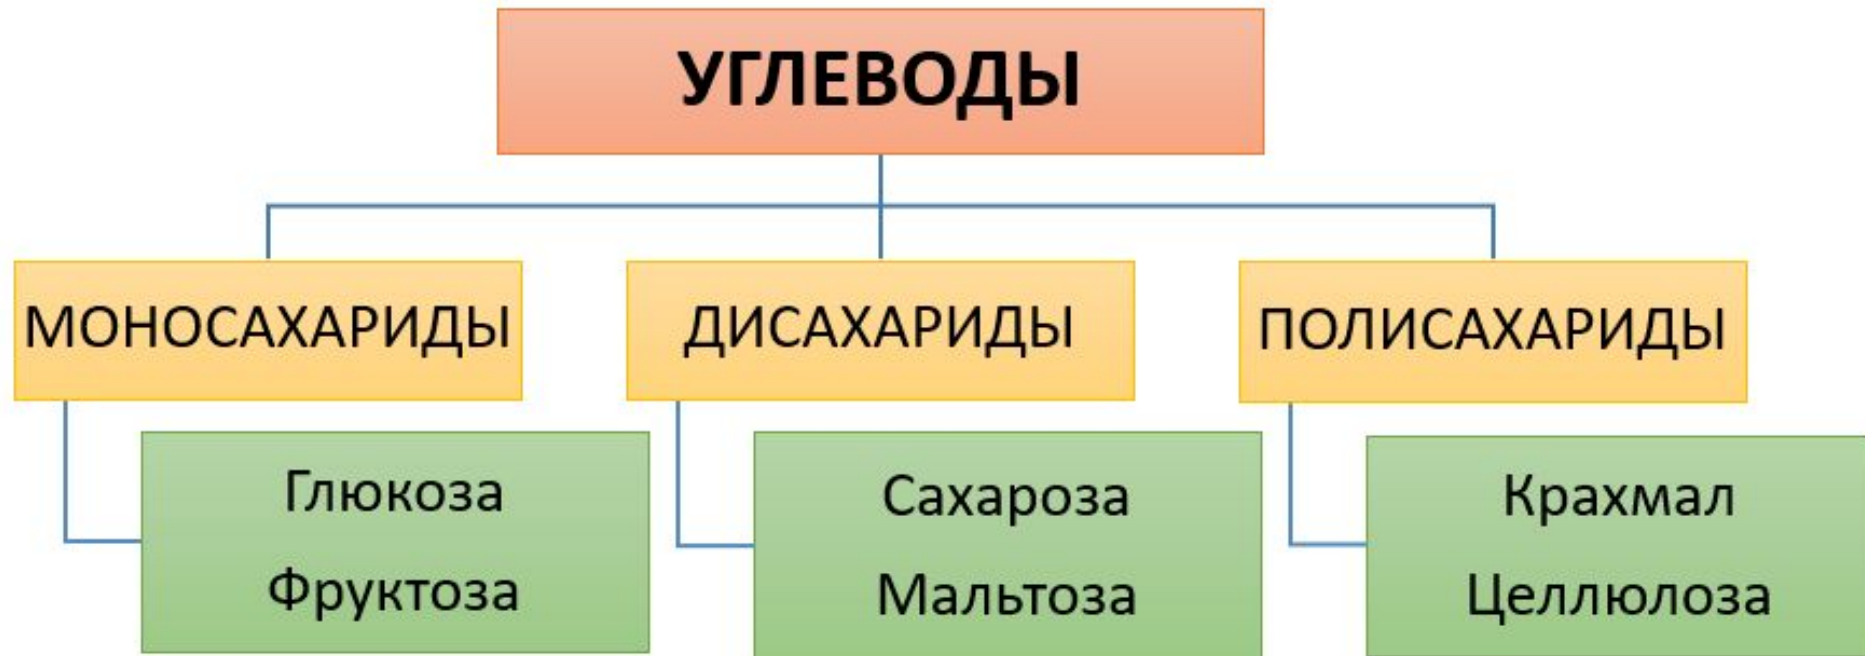 УГЛЕВОДЫ
МОНОСАХАРИДЫ
Глюкоза
Фруктоза
ДИСАХАРИДЫ
Сахароза
Мальтоза
ПОЛИСАХАРИДЫ
Крахмал
Целлюлоза